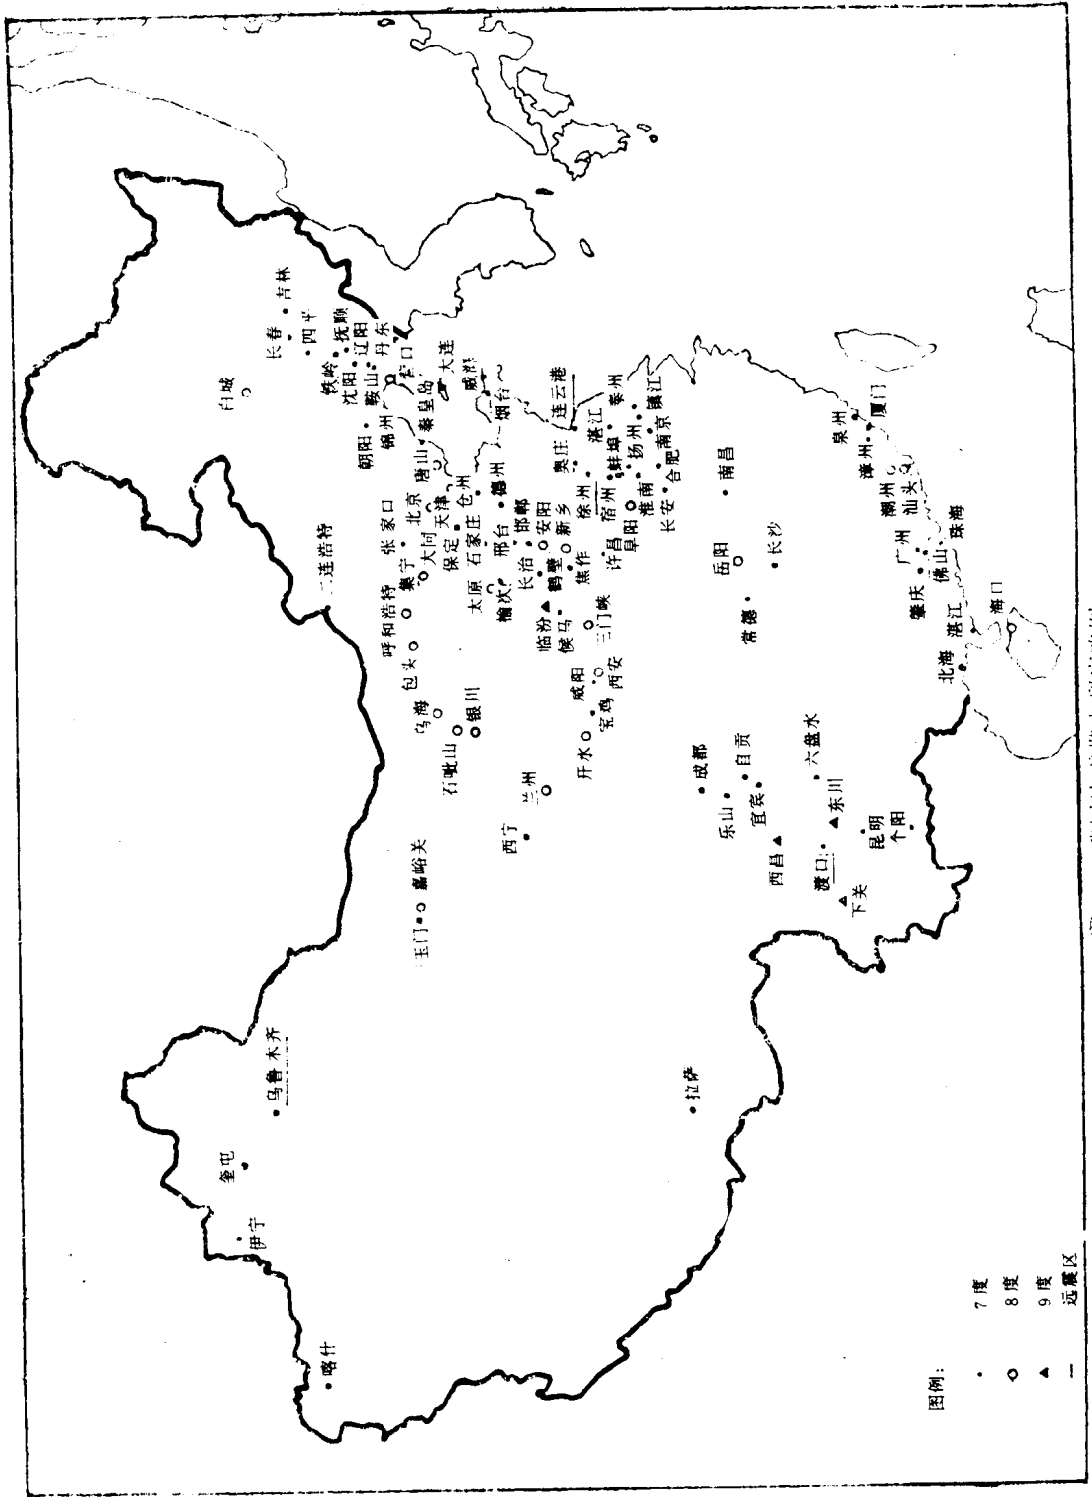 吉林
长春
四平
抚顺
辽阳
丹东
铁岭
沈阳
鞍山
营口
白城
大连
朝阳
锦州
秦皇岛
威海
烟台
唐山
连云港
泰州
镇江
北京
天津
沧州
德州
奥庄
湛江
蚌埠
扬州
南京
张家口
二连浩特
大同
保定
石家庄
邢台
邯郸
安阳
新乡
徐州
宿州
淮南
合肥
呼和浩特
集宁
太原
榆次
长治
鹤壁
焦作
许昌
阜阳
长安
包头
临汾
候马
三门峡
乌海
银川
咸阳
西安
宝鸡
石呲山
兰州
开水
西宁
嘉峪关
玉门
南昌
岳阳
长沙
常德
泉州
厦门
漳州
潮州
汕头
广州
佛山
珠海
肇庆
湛江
海口
北海
成都
自贡
乐山
宜宾
六盘水
西昌
东川
渡口
昆明
个阳
下关
乌鲁木齐
奎屯
伊宁
喀什
拉萨
图例:
7度
8度
9度
远震区